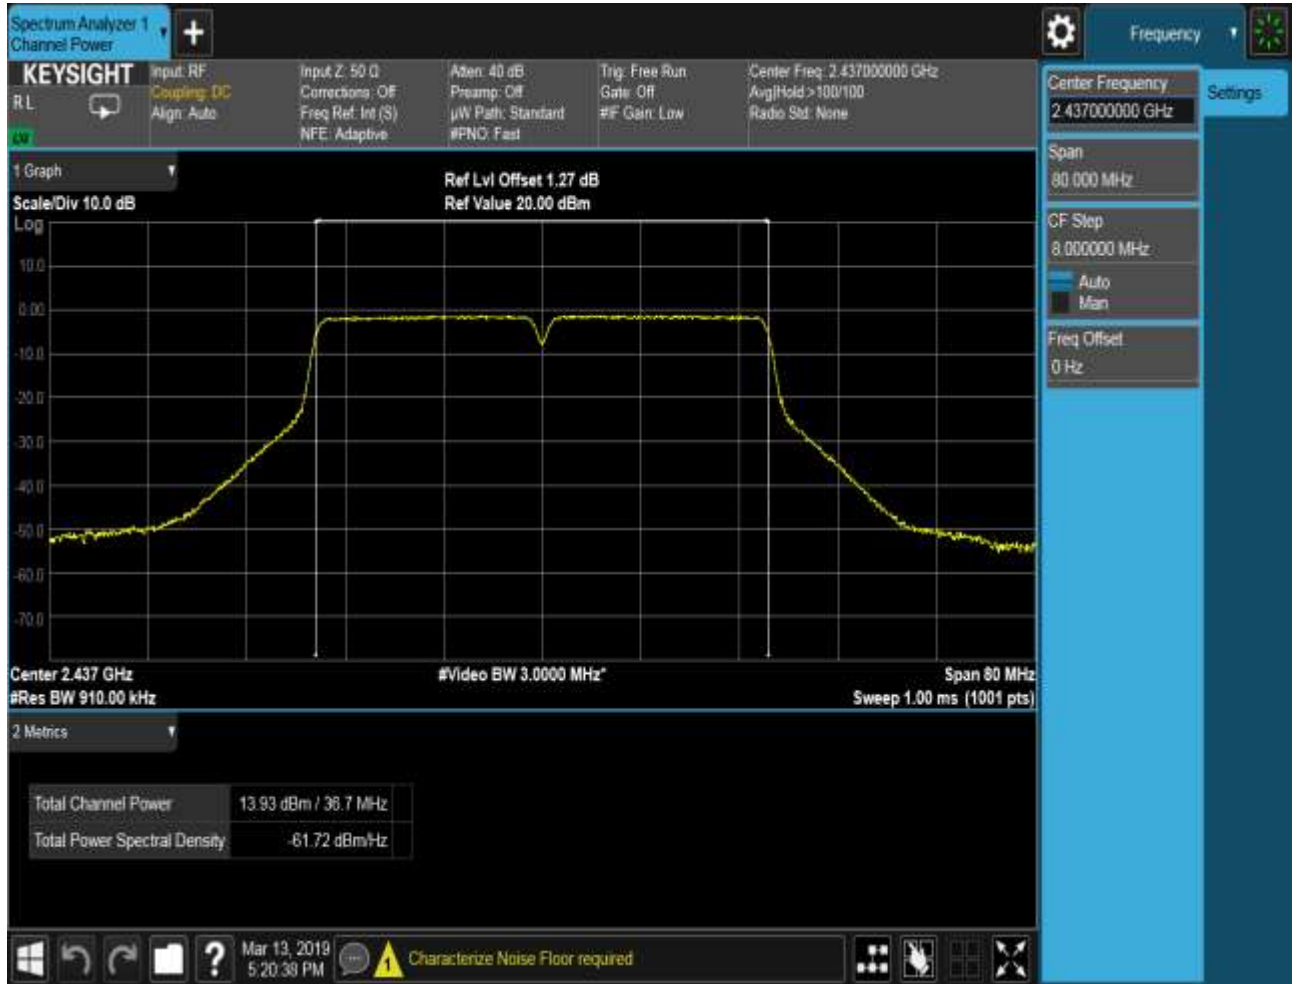 Spectrum Analyzer 1
Channel Power
Frequency
KEYSIGHT
RL
Input: RF
Coupling: DC
Align: Auto
Input Z: 50 Ω
Corrections: Off
Freq Ref: Int (S)
NFE: Adaptive
Atten: 40 dB
Preamp: Off
µW Path: Standard
#PNO: Fast
Trig: Free Run
Gate: Off
#IF Gain: Low
Center Freq: 2.437000000 GHz
Avg|Hold:>100/100
Radio Std: None
1 Graph
Scale/Div 10.0 dB
Ref Lvl Offset 1.27 dB
Ref Value 20.00 dBm
Log
10.0
0.00
-10.0
-20.0
-30.0
-40.0
-50.0
-60.0
-70.0
Center 2.437 GHz
#Video BW 3.0000 MHz*
Span 80 MHz
#Res BW 910.00 kHz
Sweep 1.00 ms (1001 pts)
2 Metrics
Total Channel Power 13.93 dBm / 36.7 MHz
Total Power Spectral Density -61.72 dBm/Hz
Mar 13, 2019
5:20:38 PM
?
1
Characterize Noise Floor required
Center Frequency
2.437000000 GHz
Settings
Span
80.000 MHz
CF Step
8.000000 MHz
Auto
Man
Freq Offset
0 Hz